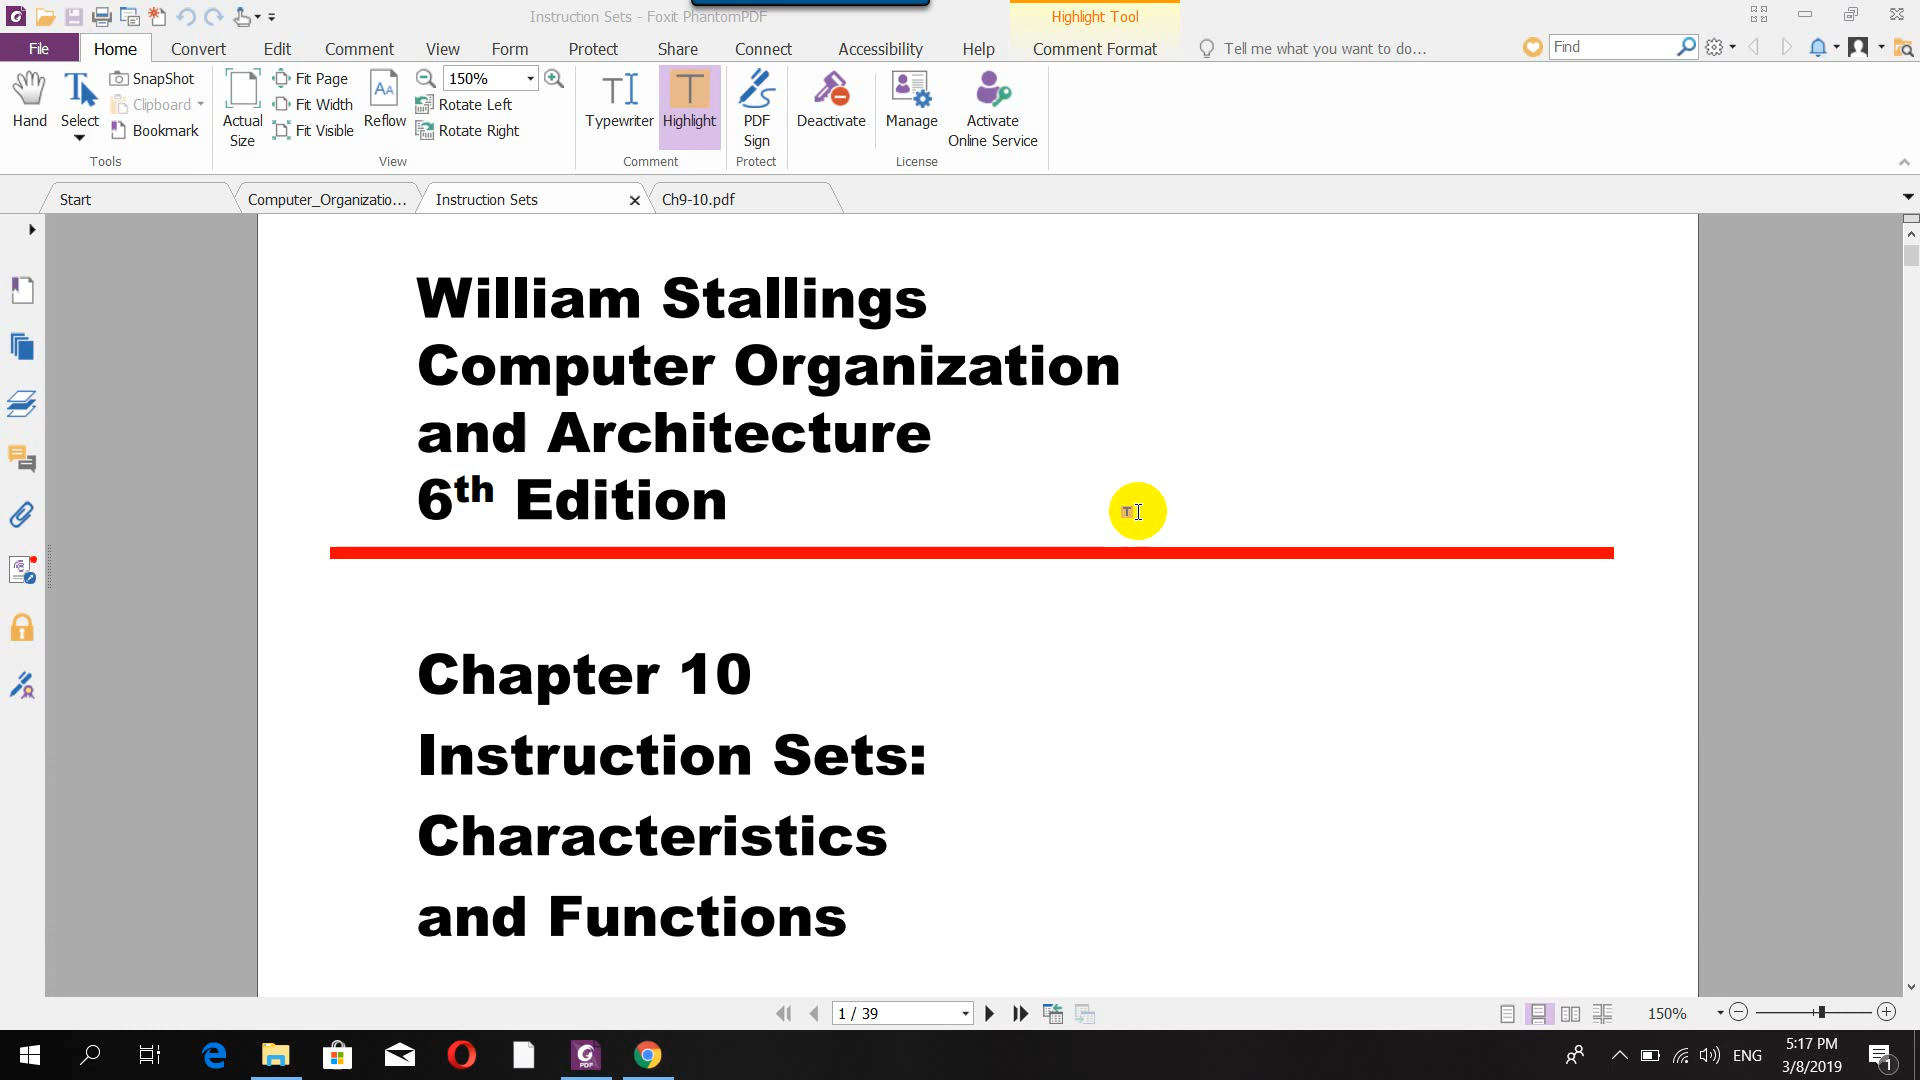 Instruction Sets - Foxit PhantomPDF
Highlight Tool
File Home Convert Edit Comment View Form Protect Share Connect Accessibility Help Comment Format Tell me what you want to do... Find
Hand
Select
SnapShot
Clipboard
Bookmark
Tools
Actual Size
Fit Page
Fit Width
Fit Visible
Reflow
150%
Rotate Left
Rotate Right
View
Typewriter
Highlight
Comment
PDF Sign
Protect
Deactivate
Manage
Activate Online Service
License
Start
Computer_Organizatio...
Instruction Sets
Ch9-10.pdf
William Stallings
Computer Organization
and Architecture
6th Edition
Chapter 10
Instruction Sets:
Characteristics
and Functions
1 / 39
150%
ENG
5:17 PM
3/8/2019
1